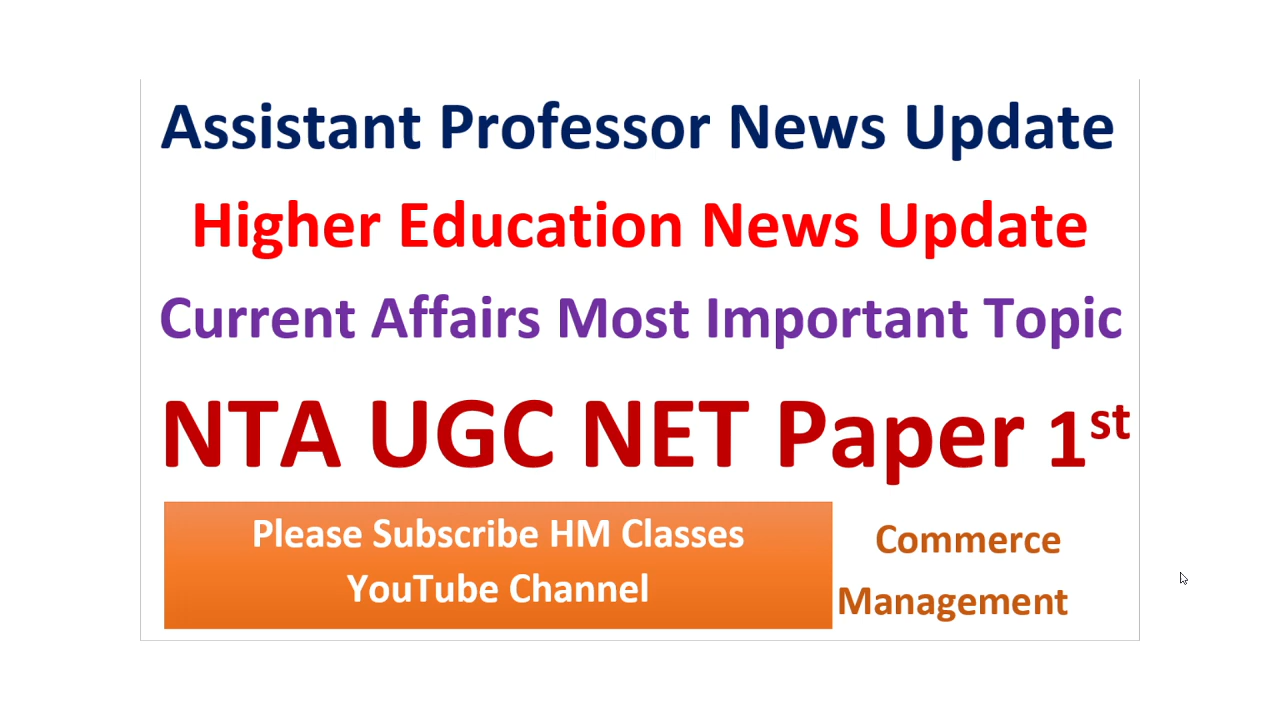 Assistant Professor News Update
Higher Education News Update
Current Affairs Most Important Topic
NTA UGC NET Paper 1st
Please Subscribe HM Classes
YouTube Channel
Commerce
Management